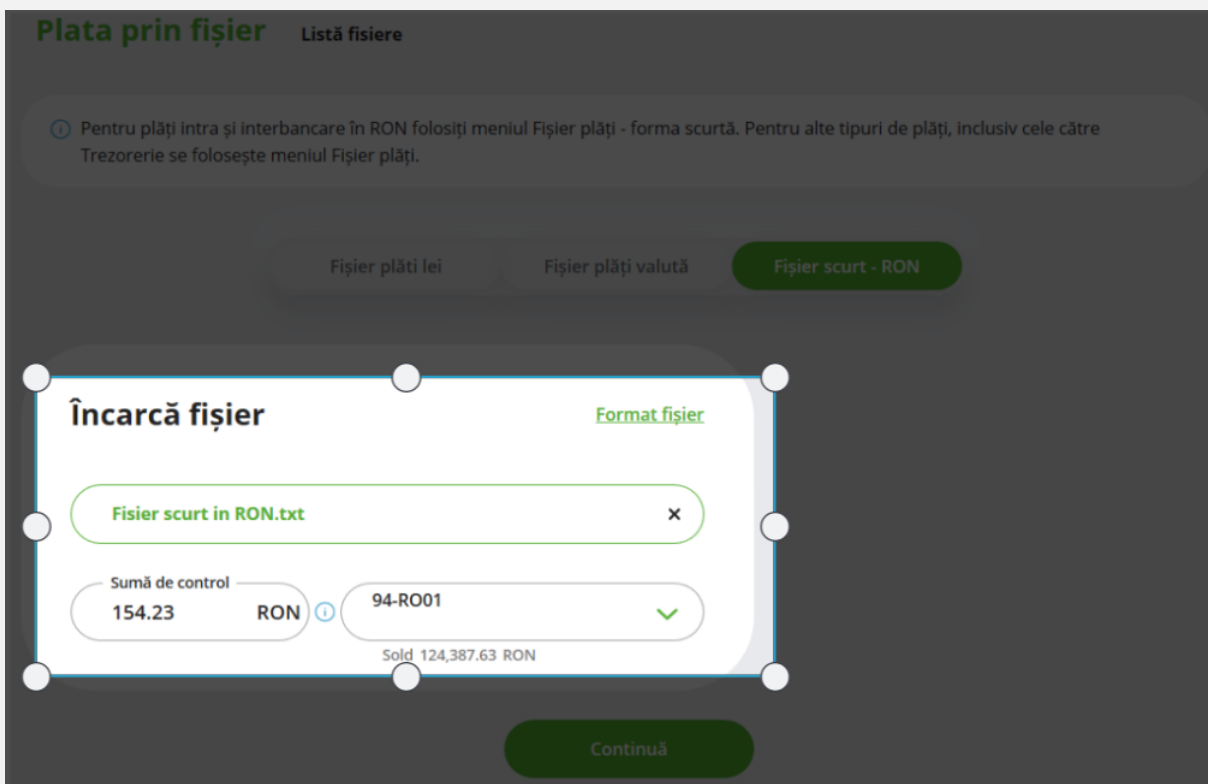 Plata prin fișier Listă fisiere
Pentru plăți intra și interbancare în RON folosiți meniul Fișier plăți - forma scurtă. Pentru alte tipuri de plăți, inclusiv cele către
Trezorerie se folosește meniul Fișier plăți.
Fișier plăti lei Fișier plăți valută Fișier scurt - RON
Încarcă fișier Format fișier
Fisier scurt in RON.txt
Sumă de control
154.23 RON 94-RO01
Sold 124,387.63 RON
Continuă